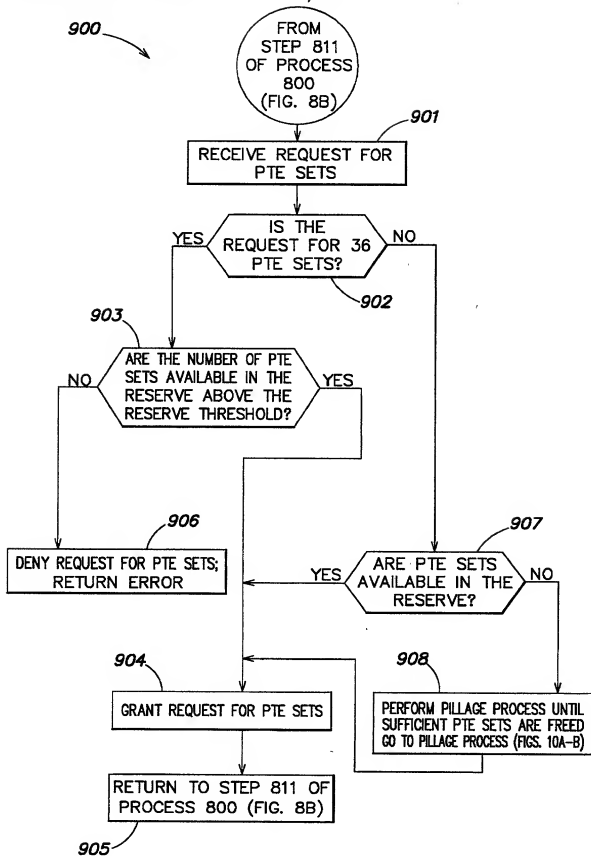 900
FROM
STEP 811
OF PROCESS
800
(FIG. 8B)
901
RECEIVE REQUEST FOR
PTE SETS
IS THE
REQUEST FOR 36
PTE SETS?
YES
NO
902
903
ARE THE NUMBER OF PTE
SETS AVAILABLE IN THE
RESERVE ABOVE THE
RESERVE THRESHOLD?
NO
YES
906
DENY REQUEST FOR PTE SETS;
RETURN ERROR
907
ARE PTE SETS
AVAILABLE IN THE
RESERVE?
YES
NO
904
GRANT REQUEST FOR PTE SETS
908
PERFORM PILLAGE PROCESS UNTIL
SUFFICIENT PTE SETS ARE FREED
GO TO PILLAGE PROCESS (FIGS. 10A-B)
RETURN TO STEP 811 OF
PROCESS 800 (FIG. 8B)
905